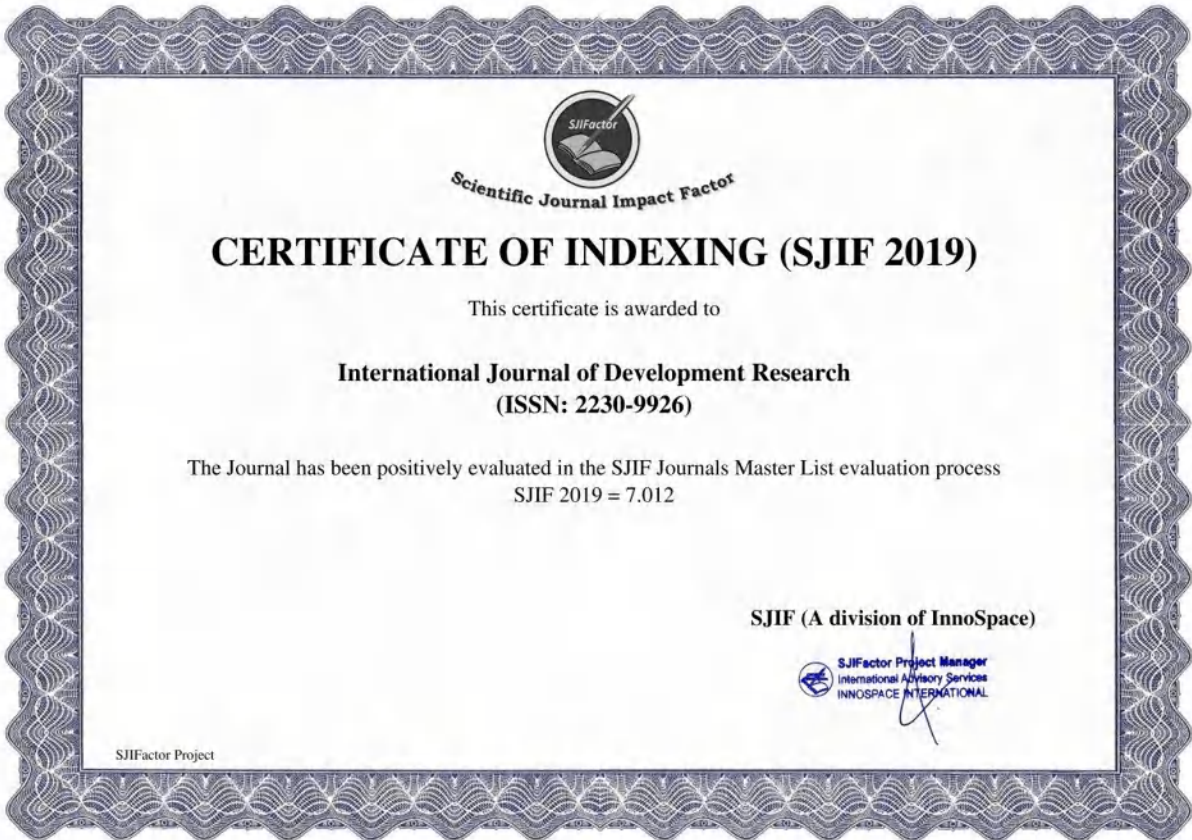 SJIFactor
Scientific Journal Impact Factor
CERTIFICATE OF INDEXING (SJIF 2019)
This certificate is awarded to
International Journal of Development Research
(ISSN: 2230-9926)
The Journal has been positively evaluated in the SJIF Journals Master List evaluation process
SJIF 2019 = 7.012
SJIF (A division of InnoSpace)
SJIFactor Project Manager
International Advisory Services
INNOSPACE INTERNATIONAL
SJIFactor Project